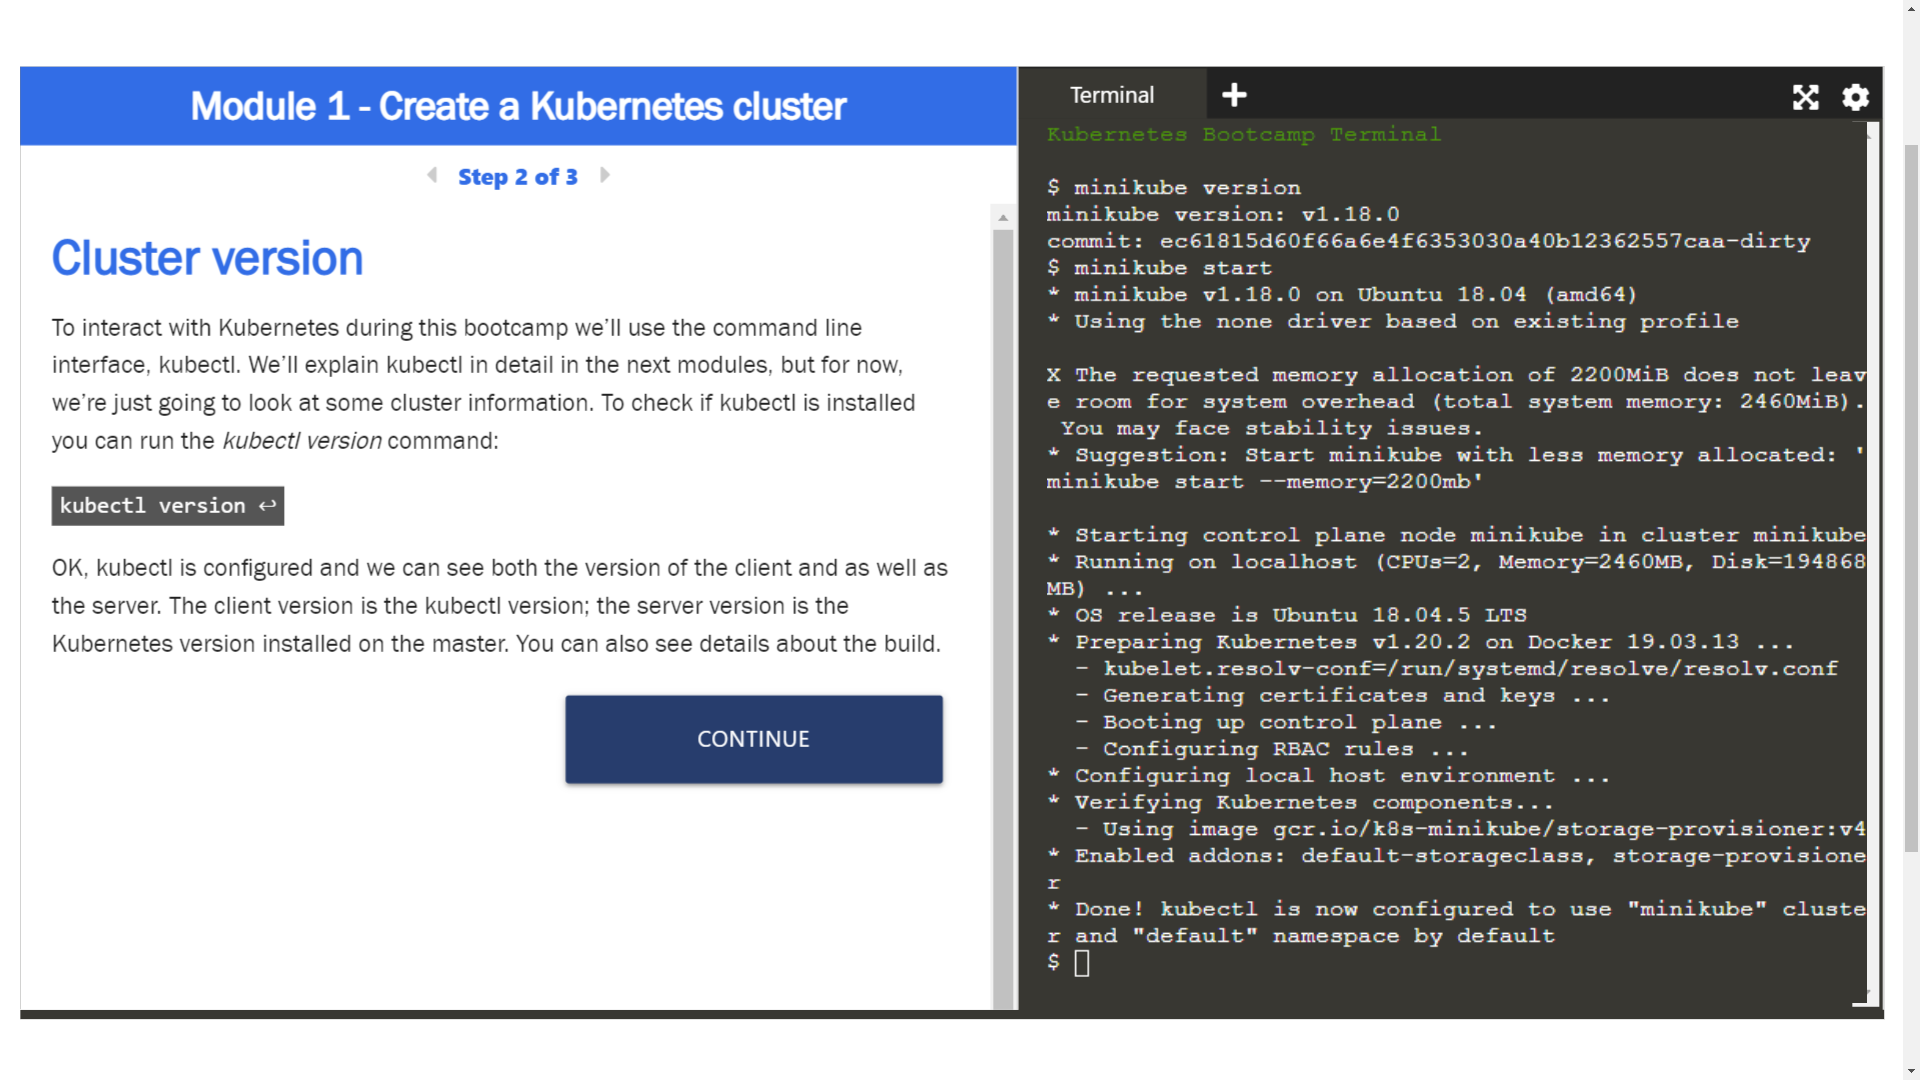 Module 1 - Create a Kubernetes cluster
Step 2 of 3
Cluster version
To interact with Kubernetes during this bootcamp we’ll use the command line
interface, kubectl. We’ll explain kubectl in detail in the next modules, but for now,
we’re just going to look at some cluster information. To check if kubectl is installed
you can run the kubectl version command:
kubectl version ↩
OK, kubectl is configured and we can see both the version of the client and as well as
the server. The client version is the kubectl version; the server version is the
Kubernetes version installed on the master. You can also see details about the build.
CONTINUE
Terminal
Kubernetes Bootcamp Terminal
$ minikube version
minikube version: v1.18.0
commit: ec61815d60f66a6e4f6353030a40b12362557caa-dirty
$ minikube start
* minikube v1.18.0 on Ubuntu 18.04 (amd64)
* Using the none driver based on existing profile
X The requested memory allocation of 2200MiB does not leav
e room for system overhead (total system memory: 2460MiB).
 You may face stability issues.
* Suggestion: Start minikube with less memory allocated: '
minikube start --memory=2200mb'
* Starting control plane node minikube in cluster minikube
* Running on localhost (CPUs=2, Memory=2460MB, Disk=194868
MB) ...
* OS release is Ubuntu 18.04.5 LTS
* Preparing Kubernetes v1.20.2 on Docker 19.03.13 ...
  - kubelet.resolv-conf=/run/systemd/resolve/resolv.conf
  - Generating certificates and keys ...
  - Booting up control plane ...
  - Configuring RBAC rules ...
* Configuring local host environment ...
* Verifying Kubernetes components...
  - Using image gcr.io/k8s-minikube/storage-provisioner:v4
* Enabled addons: default-storageclass, storage-provisione
r
* Done! kubectl is now configured to use "minikube" cluste
r and "default" namespace by default
$